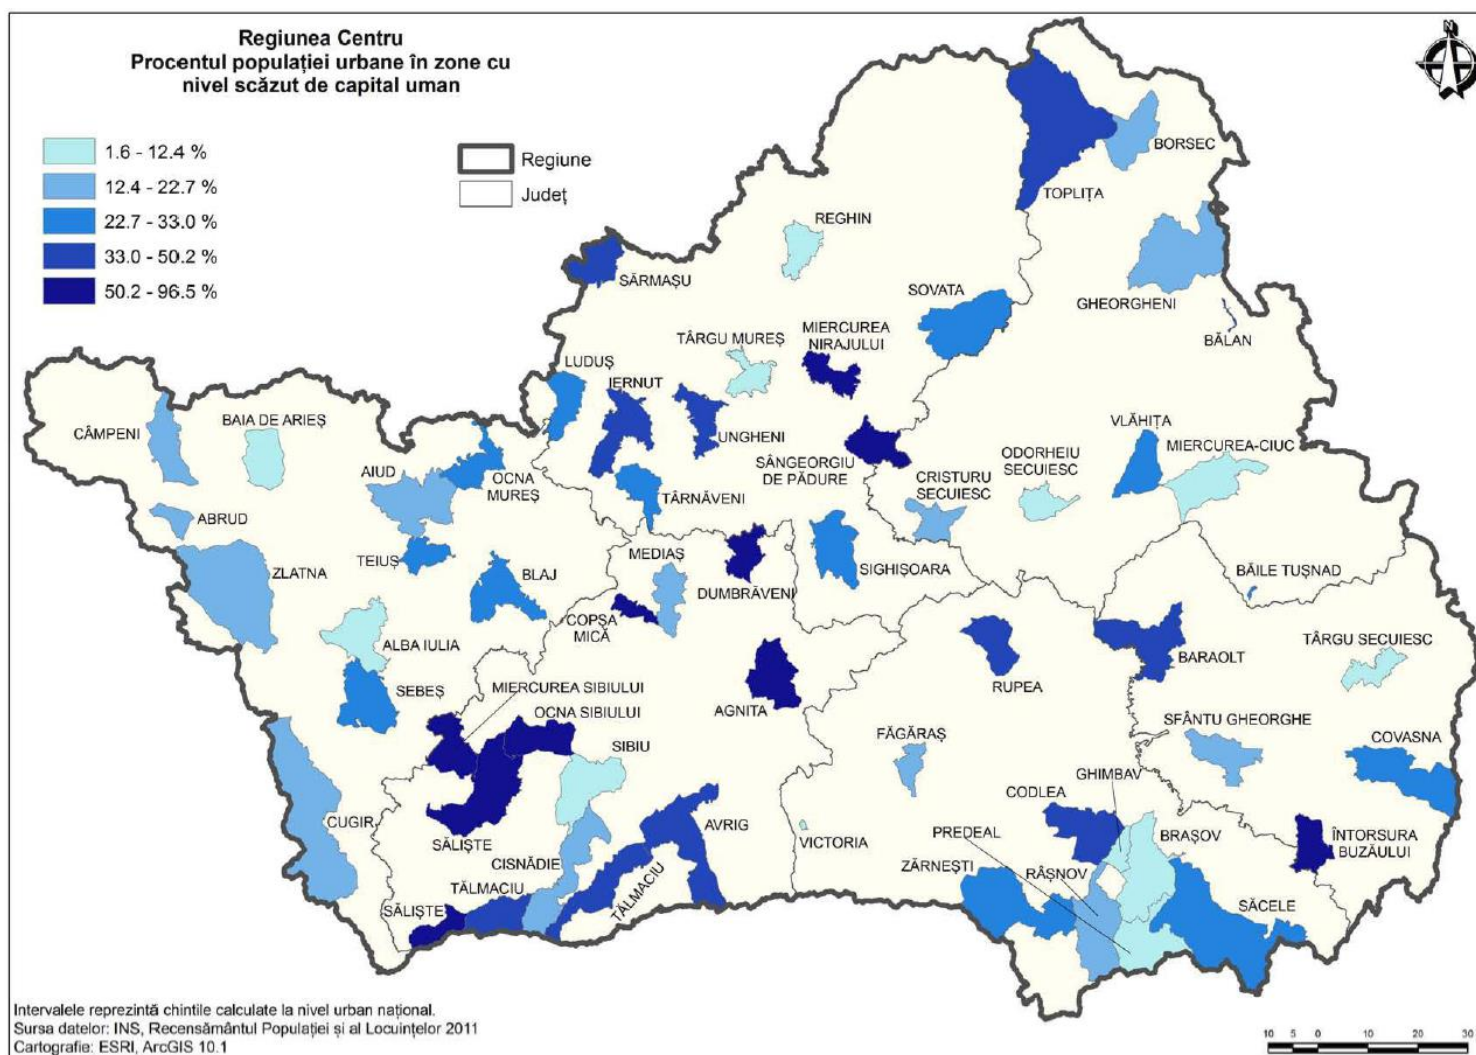 Regiunea Centru
Procentul populației urbane în zone cu
nivel scăzut de capital uman
N
1.6 - 12.4 %
12.4 - 22.7 %
22.7 - 33.0 %
33.0 - 50.2 %
50.2 - 96.5 %
Regiune
Județ
BORSEC
TOPLIȚA
REGHIN
SĂRMAȘU
GHEORGHENI
SOVATA
BĂLAN
TÂRGU MUREȘ
MIERCUREA
NIRAJULUI
LUDUȘ
IERNUT
UNGHENI
CÂMPENI
BAIA DE ARIEȘ
VLĂHIȚA
MIERCUREA-CIUC
ODORHEIU
SECUIESC
SÂNGEORGIU
DE PĂDURE
CRISTURU
SECUIESC
AIUD
OCNA
MUREȘ
TÂRNĂVENI
ABRUD
TEIUȘ
BLAJ
ZLATNA
MEDIAȘ
DUMBRĂVENI
SIGHIȘOARA
BĂILE TUȘNAD
COPȘA
MICĂ
ALBA IULIA
TÂRGU SECUIESC
BARAOLT
RUPEA
MIERCUREA SIBIULUI
SEBEȘ
OCNA SIBIULUI
AGNITA
SFÂNTU GHEORGHE
COVASNA
FĂGĂRAȘ
SIBIU
GHIMBAV
CODLEA
CUGIR
AVRIG
VICTORIA
PREDEAL
BRAȘOV
ÎNTORSURA
BUZĂULUI
SĂLIȘTE
CISNĂDIE
ZĂRNEȘTI
RÂȘNOV
TĂLMACIU
TĂLMACIU
SĂLIȘTE
SĂCELE
Intervalele reprezintă chintile calculate la nivel urban național.
Sursa datelor: INS, Recensământul Populației și al Locuințelor 2011
Cartografie: ESRI, ArcGIS 10.1
10 5 0 10 20 30